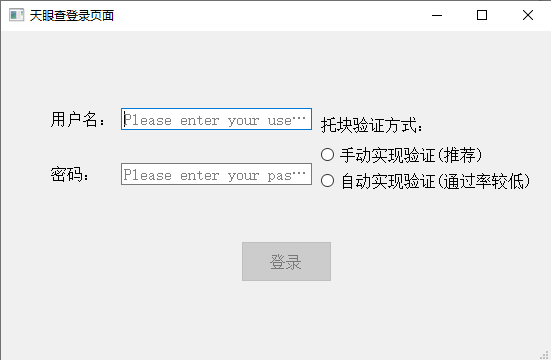 天眼查登录页面
用户名：
Please enter your use…
托块验证方式：
手动实现验证(推荐)
密码：
Please enter your pas…
自动实现验证(通过率较低)
登录